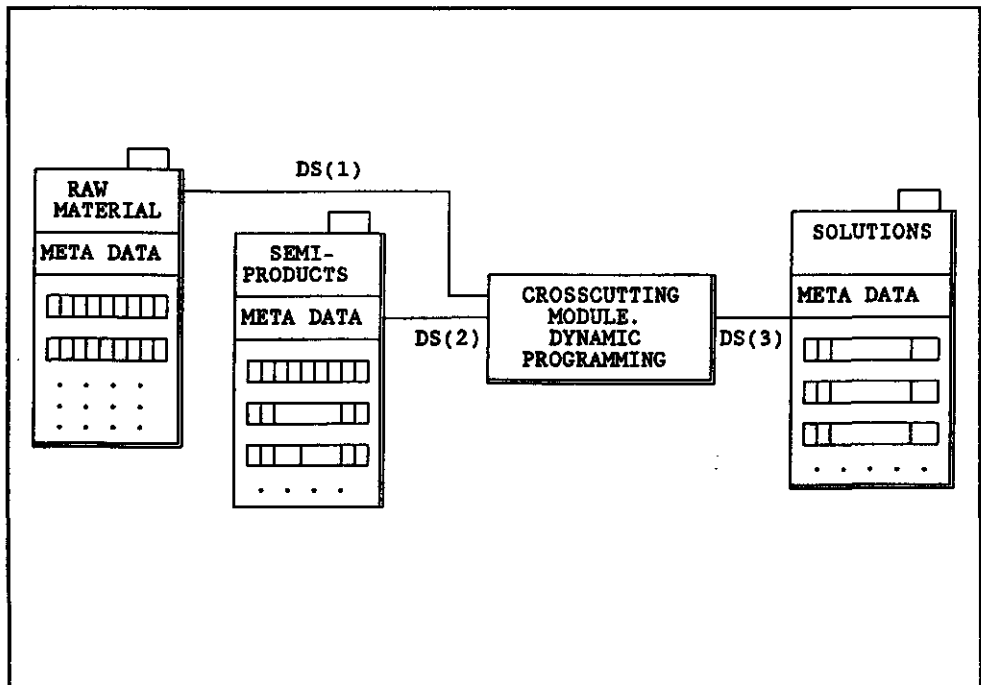 DS(1)
RAW
MATERIAL
META DATA
SEMI-
PRODUCTS
META DATA
DS(2)
CROSSCUTTING
MODULE.
DYNAMIC
PROGRAMMING
DS(3)
SOLUTIONS
META DATA